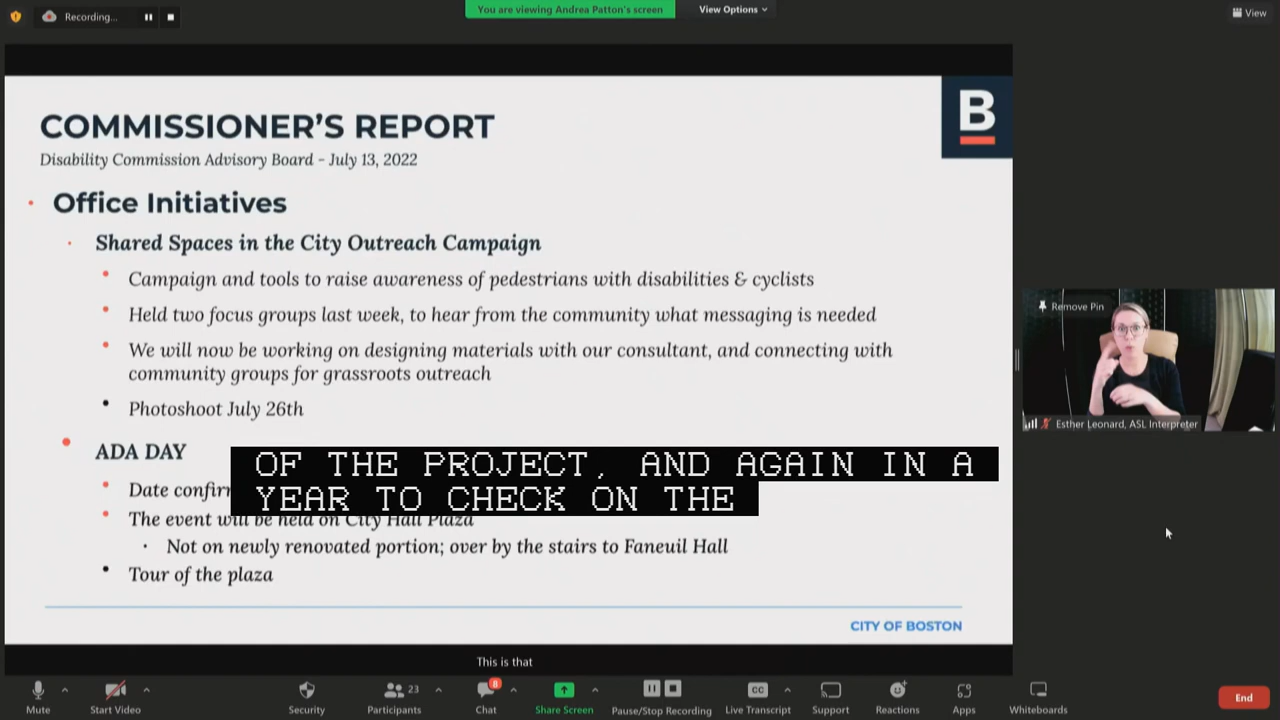 Recording...
You are viewing Andrea Patton's screen
View Options
View
COMMISSIONER'S REPORT
B
Disability Commission Advisory Board - July 13, 2022
Office Initiatives
Shared Spaces in the City Outreach Campaign
Campaign and tools to raise awareness of pedestrians with disabilities & cyclists
Held two focus groups last week, to hear from the community what messaging is needed
We will now be working on designing materials with our consultant, and connecting with
community groups for grassroots outreach
Photoshoot July 26th
ADA DAY
OF THE PROJECT, AND AGAIN IN A
YEAR TO CHECK ON THE
Date
The event will be held on City Hall Plaza
Not on newly renovated portion; over by the stairs to Faneuil Hall
Tour of the plaza
CITY OF BOSTON
Remove Pin
Esther Leonard, ASL Interpreter
This is that
Mute
Start Video
Security
23
Participants
8
Chat
Share Screen
Pause/Stop Recording
CC
Live Transcript
Support
Reactions
Apps
Whiteboards
End